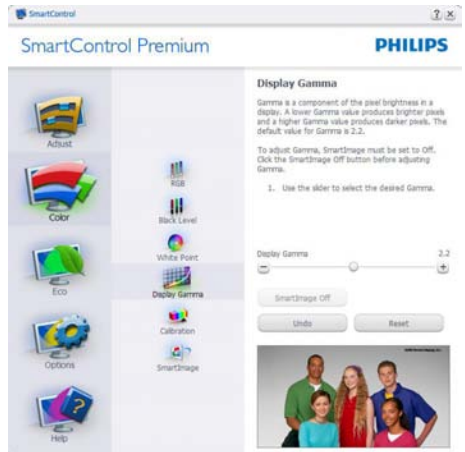 SmartControl
SmartControl Premium
PHILIPS
Adjust
Color
Eco
Options
Help
RGB
Black Level
White Point
Display Gamma
Calibration
SmartImage
Display Gamma
Gamma is a component of the pixel brightness in a
display. A lower Gamma value produces brighter pixels
and a higher Gamma value produces darker pixels. The
default value for Gamma is 2.2.
To adjust Gamma, SmartImage must be set to Off.
Click the SmartImage Off button before adjusting
Gamma.
1. Use the slider to select the desired Gamma.
Display Gamma 2.2
SmartImage Off
Undo Reset